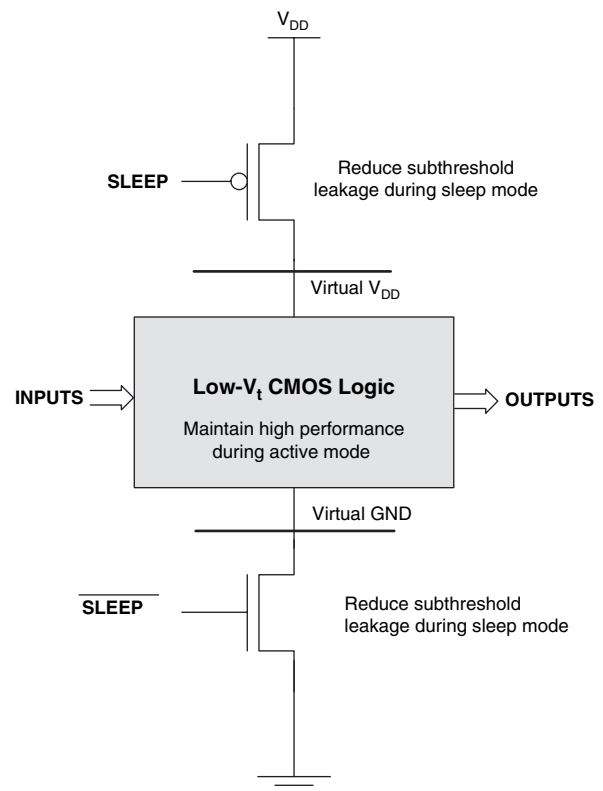 V_DD
SLEEP
Reduce subthreshold
leakage during sleep mode
Virtual V_DD
Low-V_t CMOS Logic
INPUTS
OUTPUTS
Maintain high performance
during active mode
Virtual GND
SLEEP
Reduce subthreshold
leakage during sleep mode